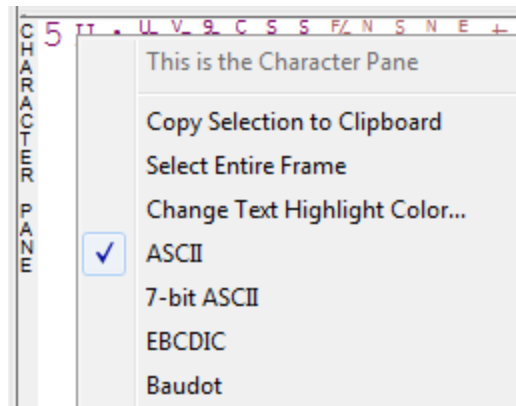 CHARACTER PANE
5
This is the Character Pane
Copy Selection to Clipboard
Select Entire Frame
Change Text Highlight Color...
ASCII
7-bit ASCII
EBCDIC
Baudot